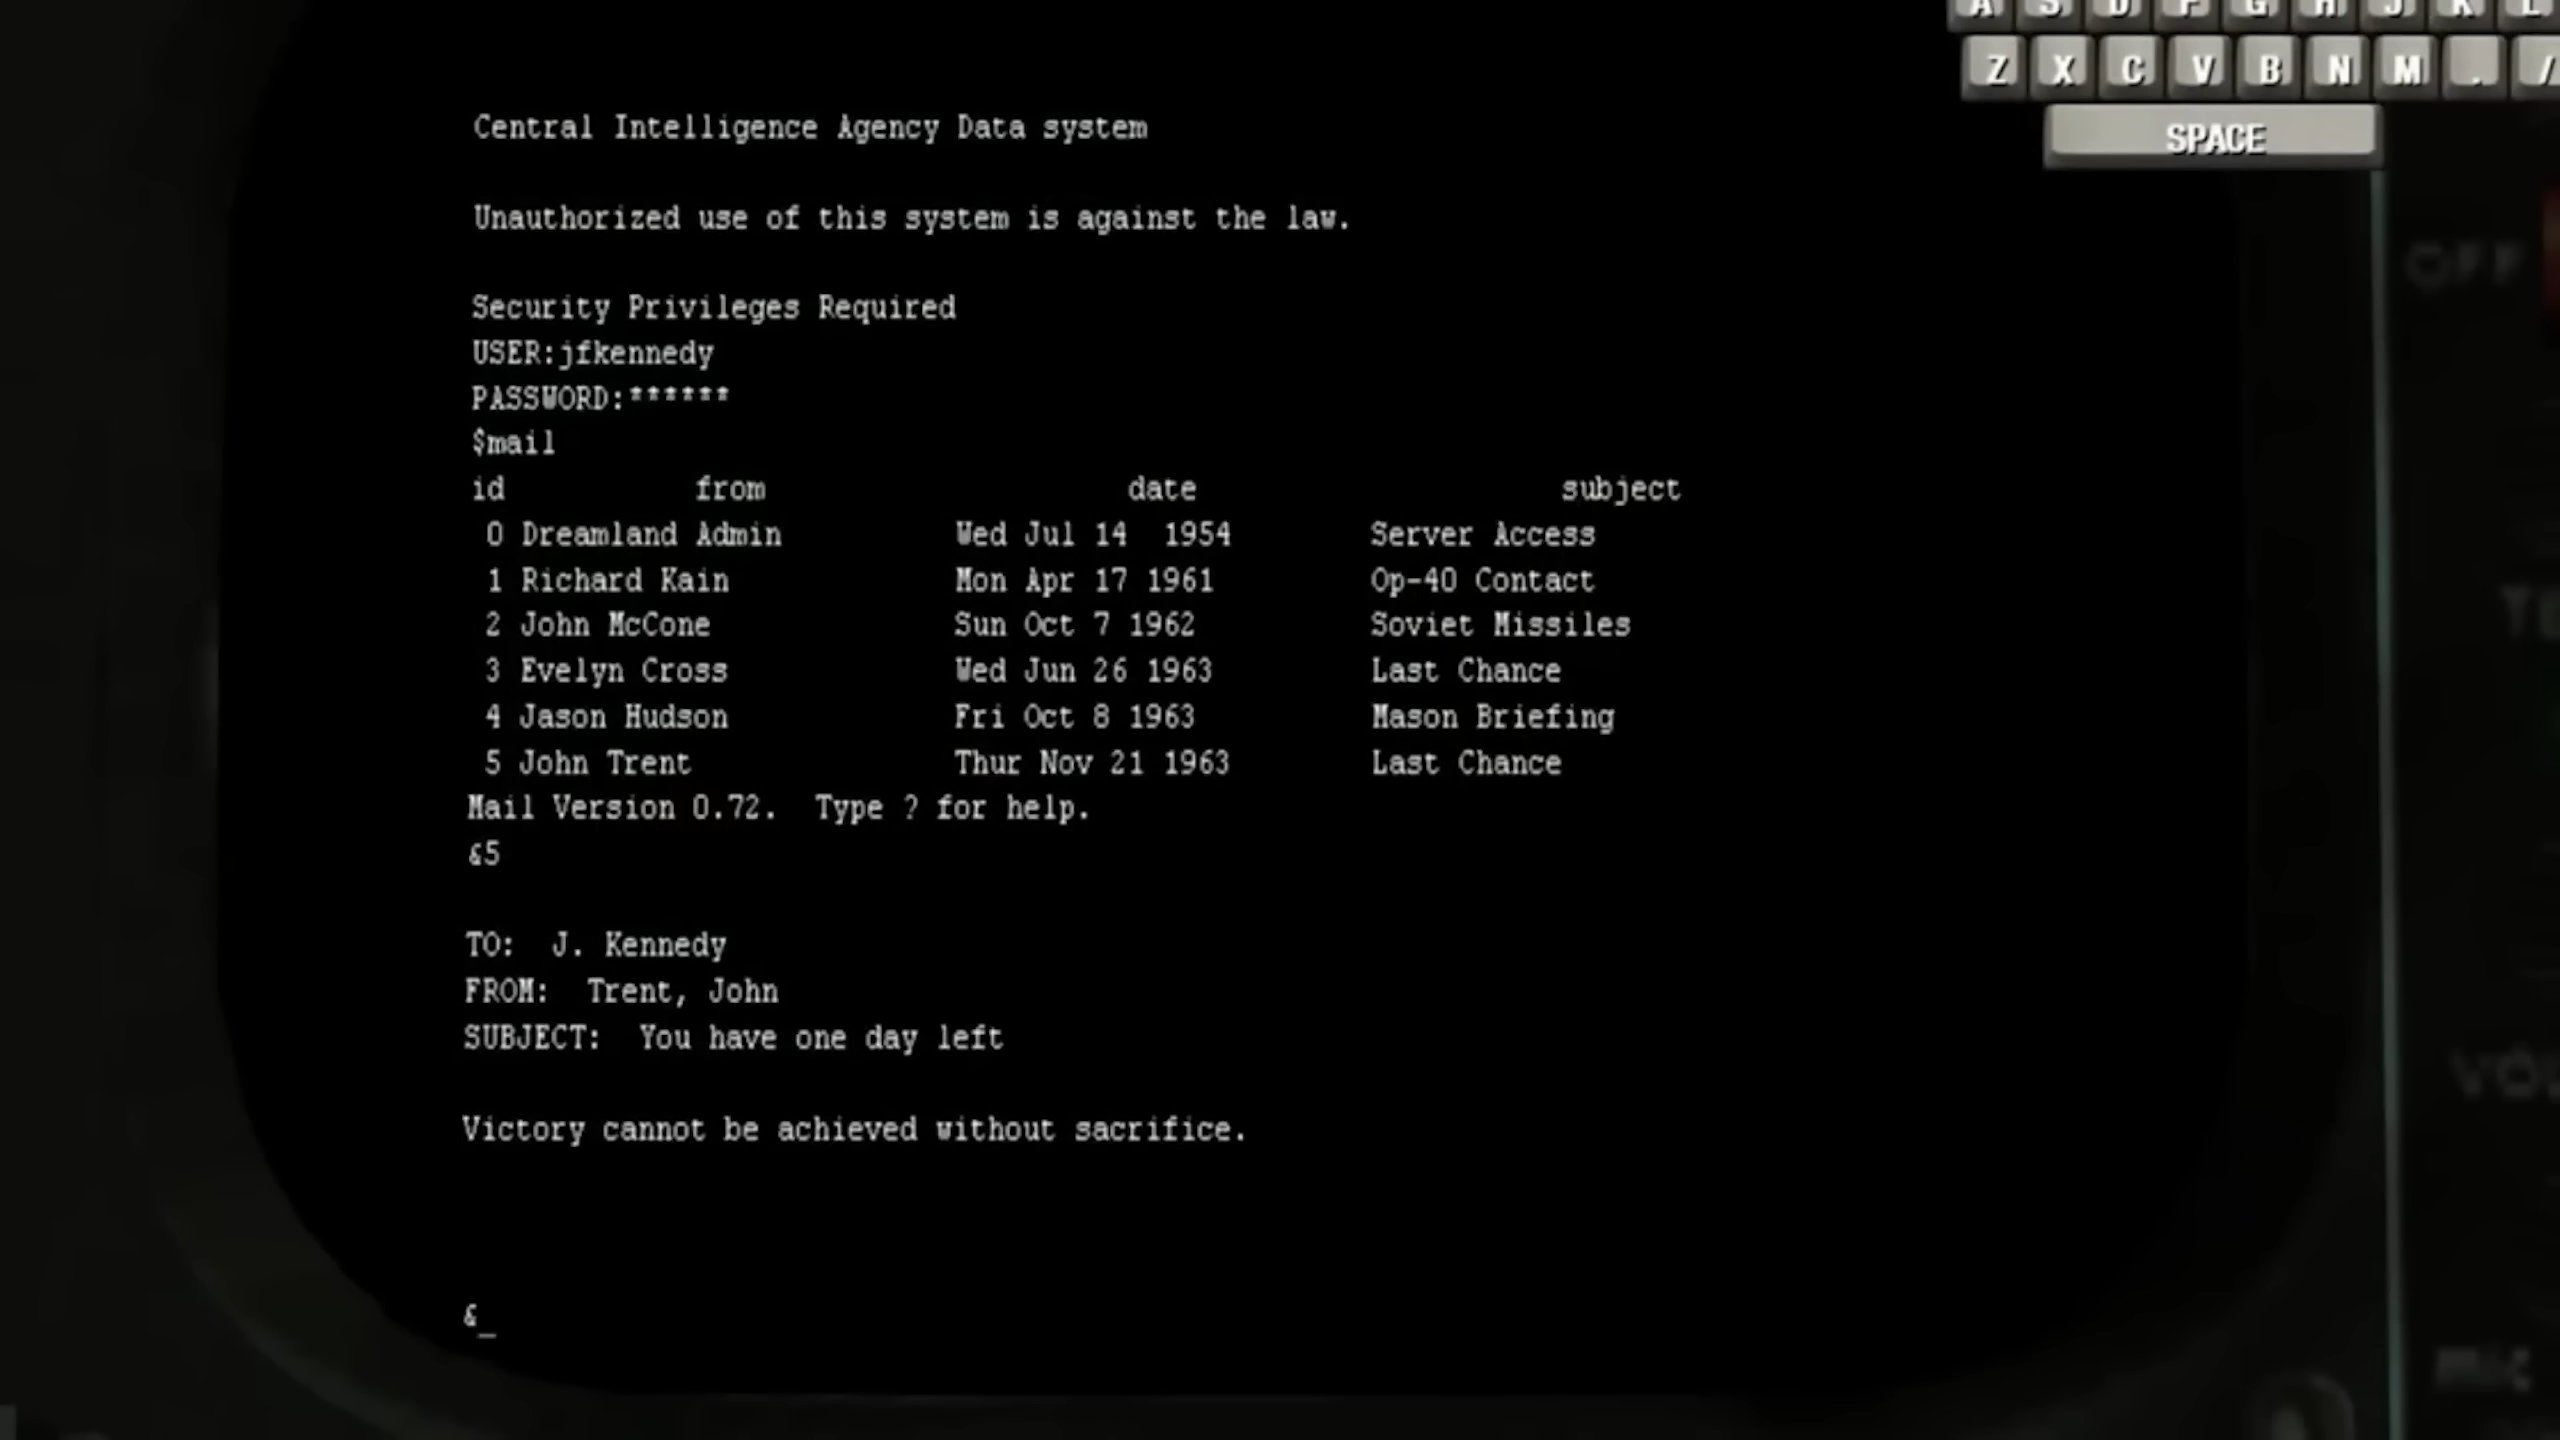 A S D F G H J K L
Z X C V B N M . /
SPACE
Central Intelligence Agency Data system
Unauthorized use of this system is against the law.
OFF
Security Privileges Required
USER:jfkennedy
PASSWORD:******
$mail
id from date subject
0 Dreamland Admin Wed Jul 14 1954 Server Access
1 Richard Kain Mon Apr 17 1961 Op-40 Contact
2 John McCone Sun Oct 7 1962 Soviet Missiles
3 Evelyn Cross Wed Jun 26 1963 Last Chance
4 Jason Hudson Fri Oct 8 1963 Mason Briefing
5 John Trent Thur Nov 21 1963 Last Chance
Mail Version 0.72. Type ? for help.
&5
TO: J. Kennedy
FROM: Trent, John
SUBJECT: You have one day left
Victory cannot be achieved without sacrifice.
&_